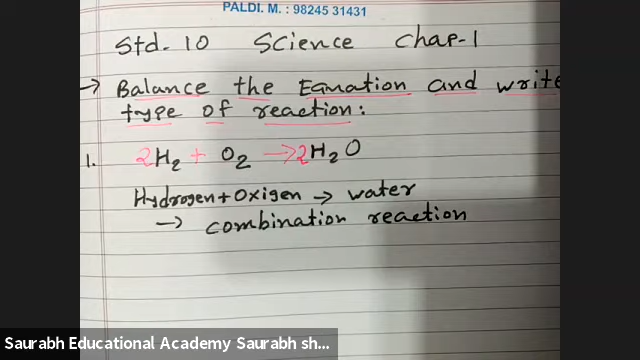 PALDI. M. : 98245 31431
Std. 10 Science Chap-1
→ Balance the Equation and write
type of reaction:
1. 2H₂ + O₂ → 2H₂O
Hydrogen + Oxigen → water
→ combination reaction
Saurabh Educational Academy Saurabh sh...